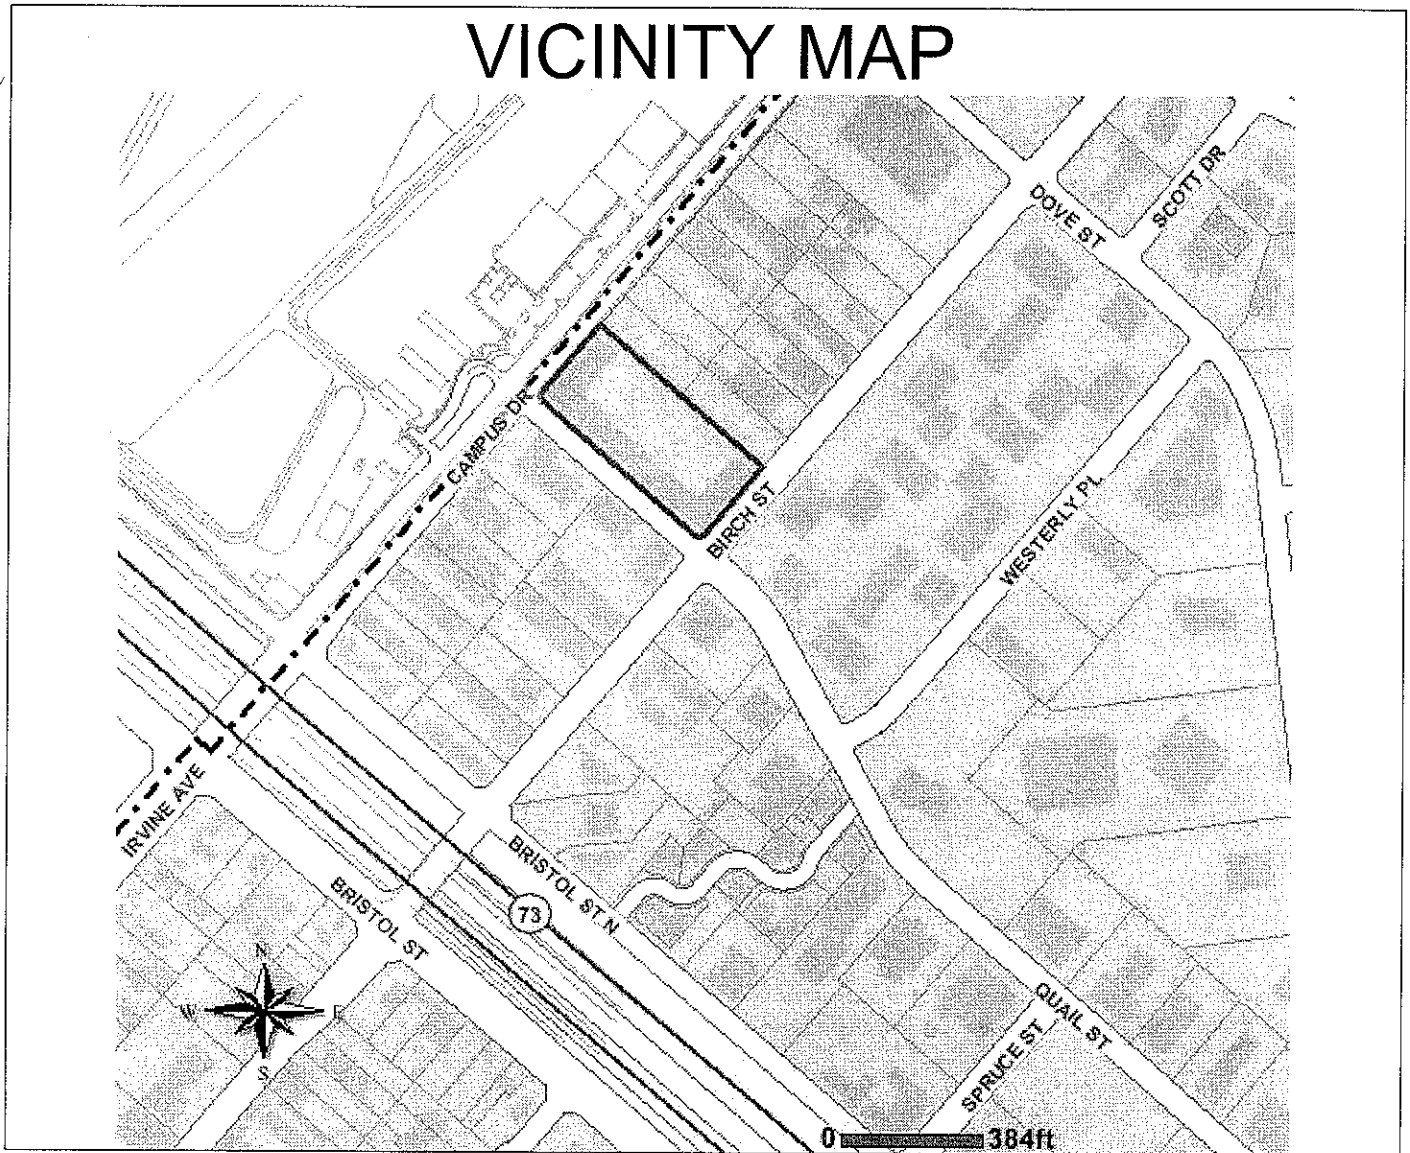 VICINITY MAP
DOVE ST
SCOTT DR
CAMPUS DR
BIRCH ST
WESTERLY PL
IRVINE AVE
BRISTOL ST N
BRISTOL ST
73
N
W
E
S
QUAIL ST
SPRUCE ST
0
384ft